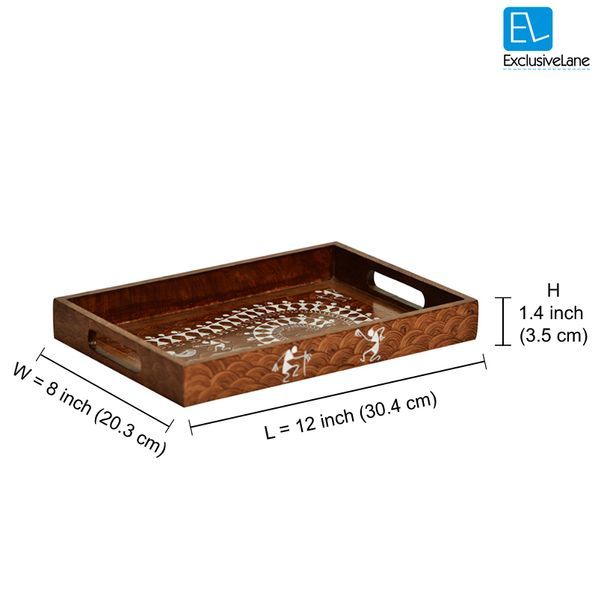 EL
ExclusiveLane
H
1.4 inch
(3.5 cm)
W = 8 inch (20.3 cm)
L = 12 inch (30.4 cm)